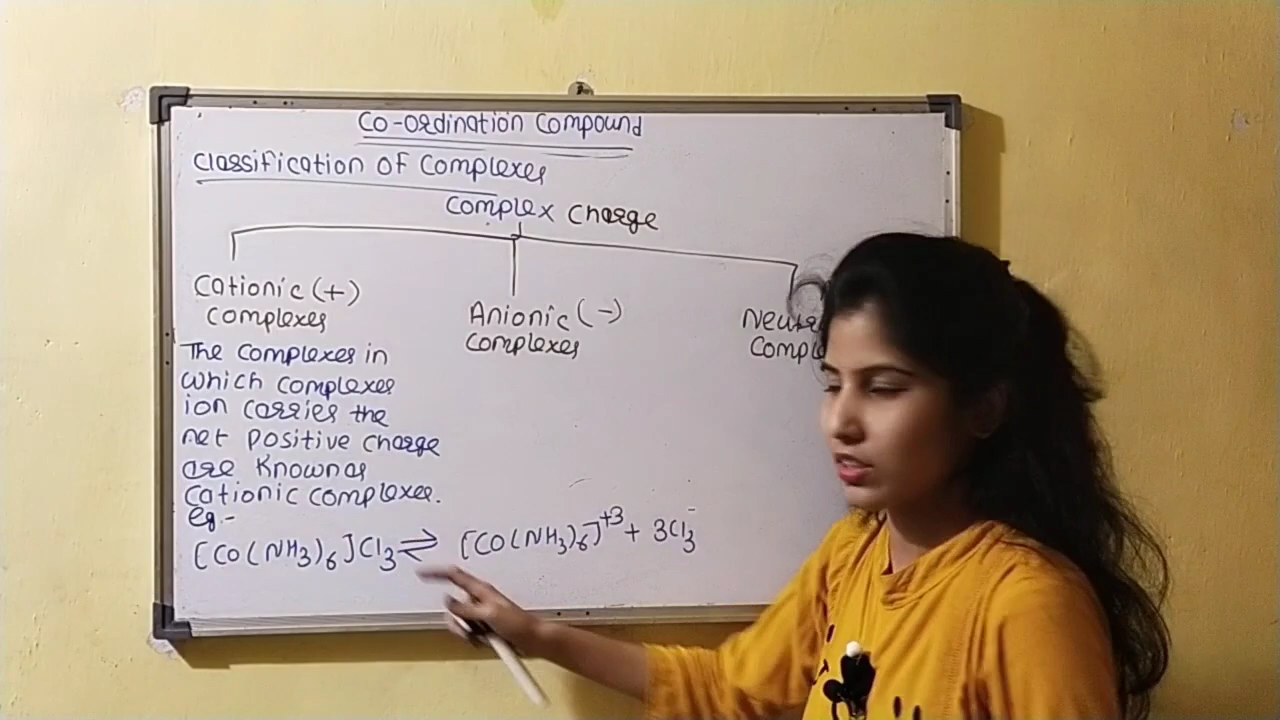 Co-ordination Compound
Classification of Complexes
Complex Charge
Cationic (+)
Complexes
Anionic (-)
Complexes
The Complexes in
which complexes
ion carries the
net positive charge
are Known as
Cationic complexes.
eg:-
[CO(NH3)6]Cl3 ⇌ [CO(NH3)6]+3 + 3Cl3-